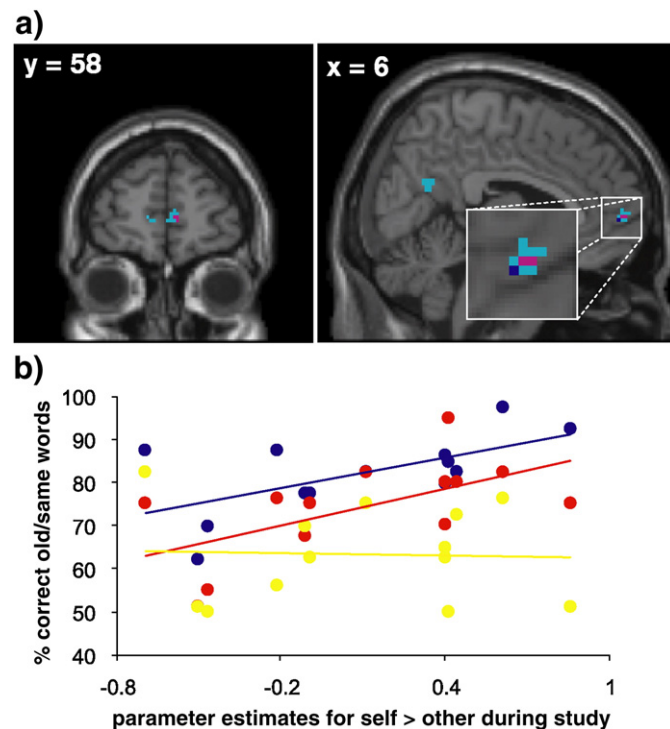 a)
y = 58
x = 6
b)
% correct old/same words
100
90
80
70
60
50
40
-0.8
-0.2
0.4
1
parameter estimates for self > other during study